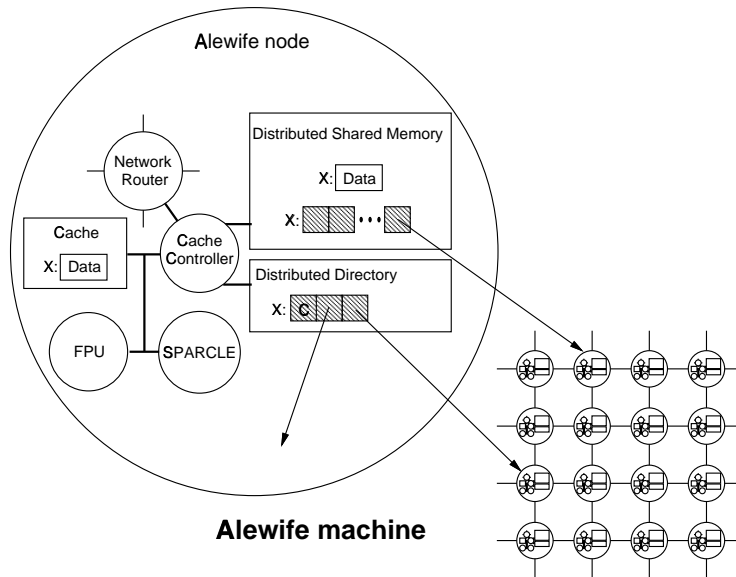 Alewife node
Distributed Shared Memory
X: Data
X:
Network
Router
Cache
X: Data
Cache
Controller
Distributed Directory
X: C
FPU
SPARCLE
Alewife machine